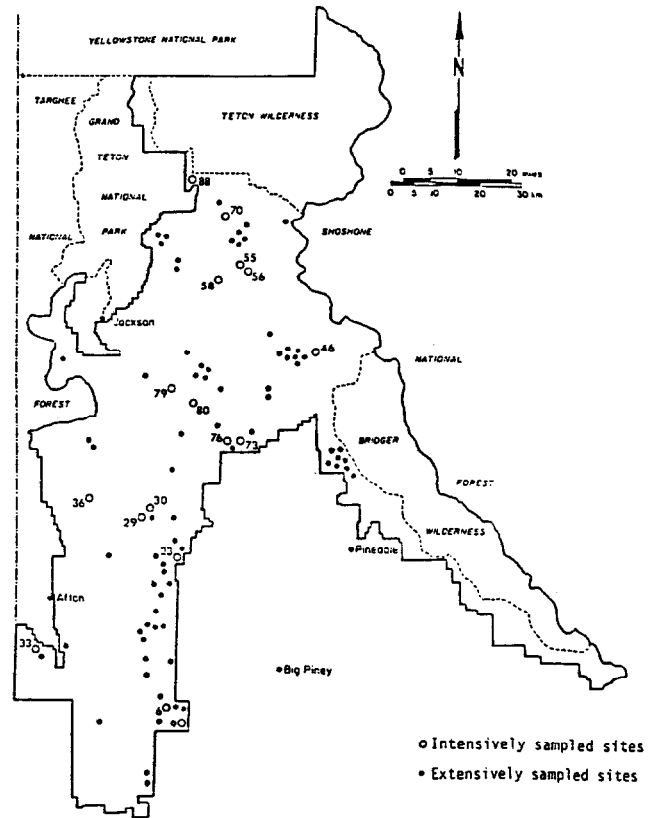 YELLOWSTONE NATIONAL PARK
N
TARGHEE
GRAND
TETON WILDERNESS
TETON
0 5 10 20 MILES
0 10 20 30 km
NATIONAL
88
70
NATIONAL
PARK
SHOSHONE
55
56
58
Jackson
46
NATIONAL
79
FOREST
80
76
73
BRIDGER
36
30
FOREST
29
WILDERNESS
Pinedale
Afton
33
Big Piney
6
Intensively sampled sites
Extensively sampled sites